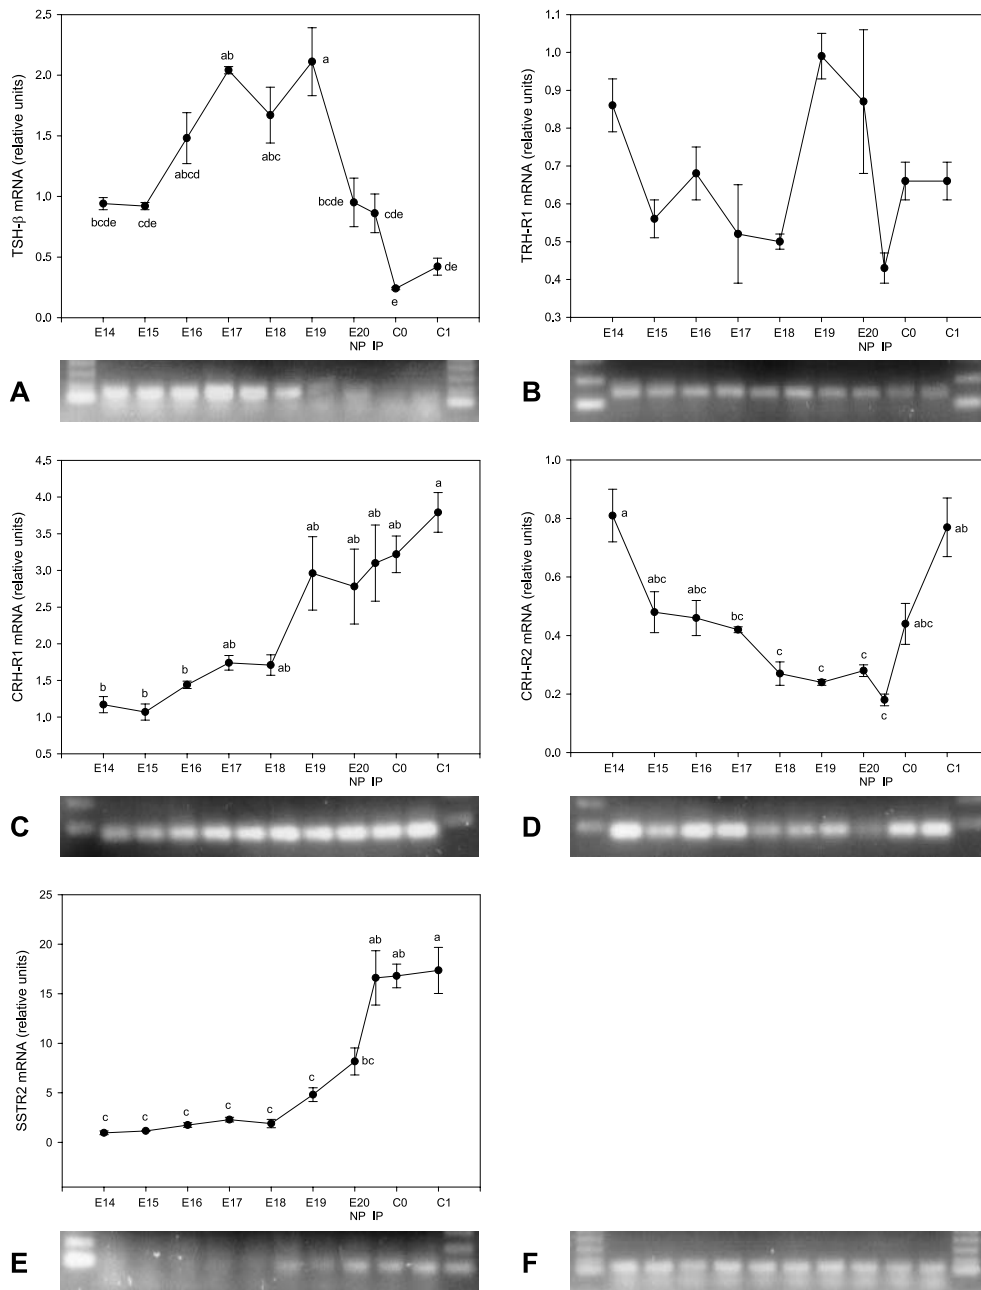 2.5
2.0
1.5
1.0
0.5
0.0
TSH-β mRNA (relative units)
bcde
cde
abcd
ab
abc
a
bcde
cde
e
de
E14 E15 E16 E17 E18 E19 E20 C0 C1
NP IP
A
1.1
1.0
0.9
0.8
0.7
0.6
0.5
0.4
0.3
TRH-R1 mRNA (relative units)
E14 E15 E16 E17 E18 E19 E20 C0 C1
NP IP
B
4.5
4.0
3.5
3.0
2.5
2.0
1.5
1.0
0.5
CRH-R1 mRNA (relative units)
b
b
b
ab
ab
ab
ab
ab
ab
a
E14 E15 E16 E17 E18 E19 E20 C0 C1
NP IP
C
1.0
0.8
0.6
0.4
0.2
0.0
CRH-R2 mRNA (relative units)
a
abc
abc
bc
c
c
c
c
abc
ab
E14 E15 E16 E17 E18 E19 E20 C0 C1
NP IP
D
25
20
15
10
5
0
SSTR2 mRNA (relative units)
c
c
c
c
c
c
bc
ab
ab
a
E14 E15 E16 E17 E18 E19 E20 C0 C1
NP IP
E
F